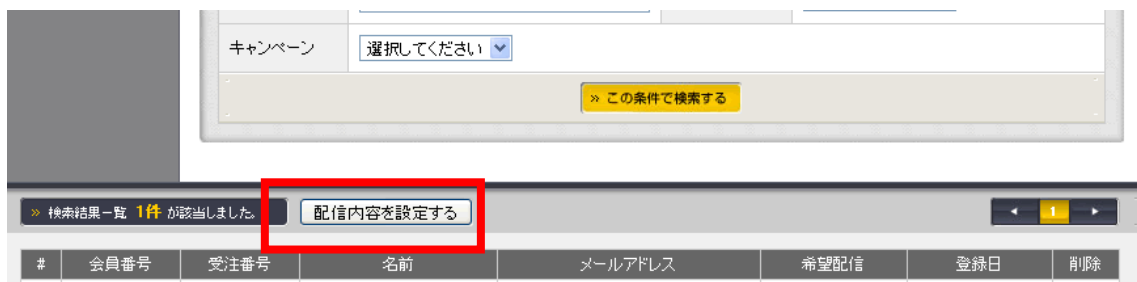 キャンペーン 選択してください
» この条件で検索する
» 検索結果一覧 1件 が該当しました。 配信内容を設定する 1
# 会員番号 受注番号 名前 メールアドレス 希望配信 登録日 削除